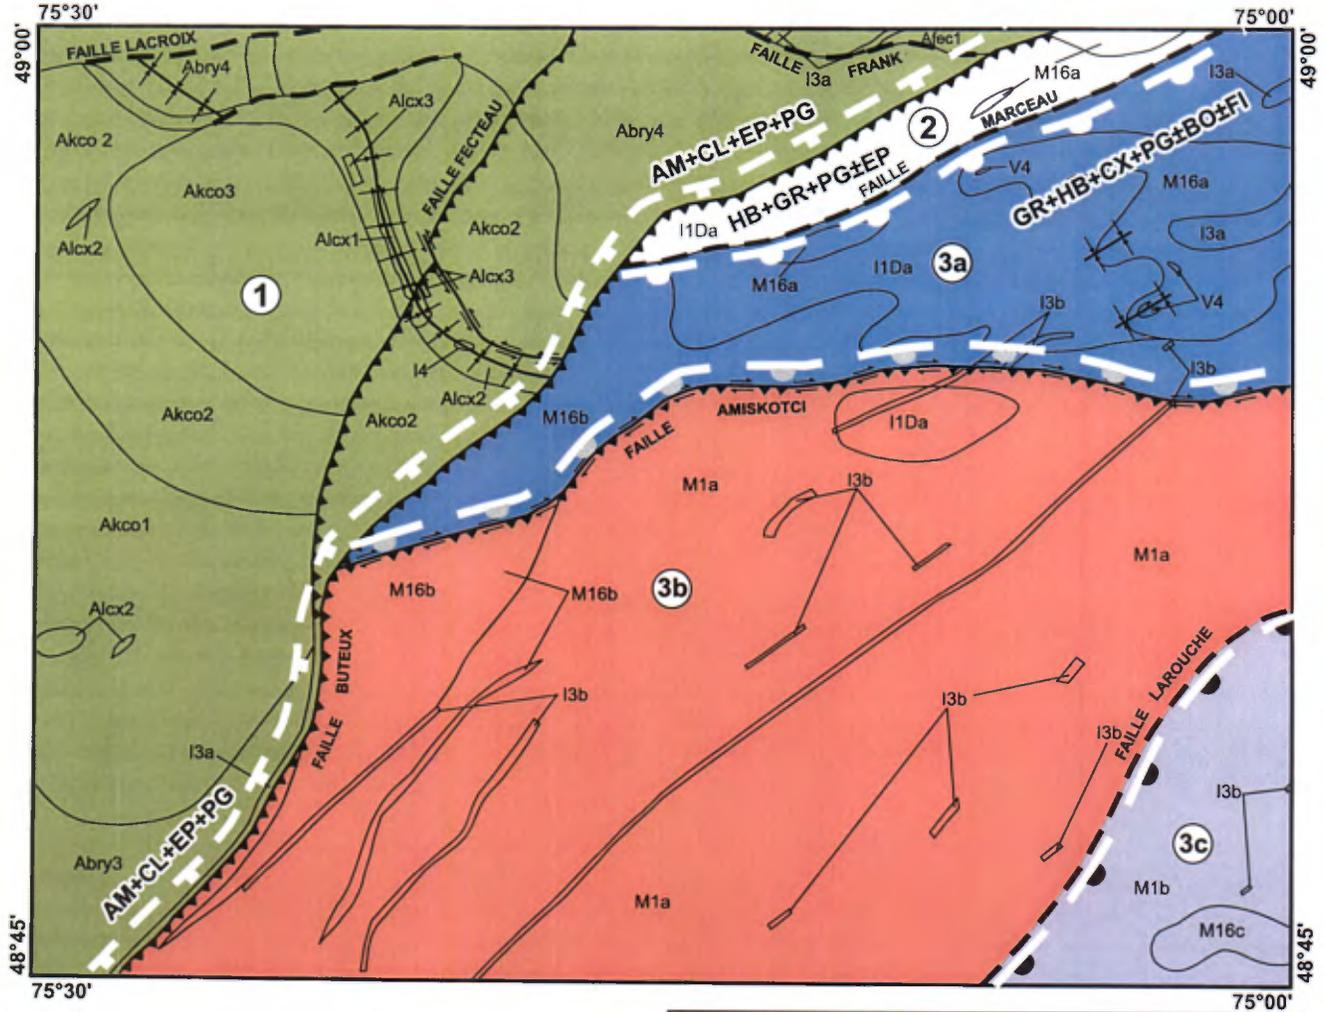 75°30'
75°00'
49°00'
49°00'
FAILLE LACROIX
Abry4
FAILLE
FRANK
Afec1
I3a
M16a
I3a
Alcx3
Akco 2
Abry4
AM+CL+EP+PG
2
MARCEAU
FAILLE FECTEAU
Akco3
V4
M16a
HB+GR+PG±EP
FAILLE
GR+HB+CX+PG±BO±FI
Alcx2
Alcx1
Akco2
I1Da
I3a
Alcx3
1
M16a
I1Da
3a
I3b
V4
I4
Alcx2
I3b
Akco2
Akco2
M16b
AMISKOTCI
FAILLE
I1Da
M1a
I3b
Akco1
M1a
M16b
M16b
3b
Alcx2
FAILLE BUTEUX
I3b
I3b
FAILLE LAROUCHE
I3b
I3a
I3b
AM+CL+EP+PG
3c
Abry3
M1b
M1a
M16c
48°45'
48°45'
75°30'
75°00'